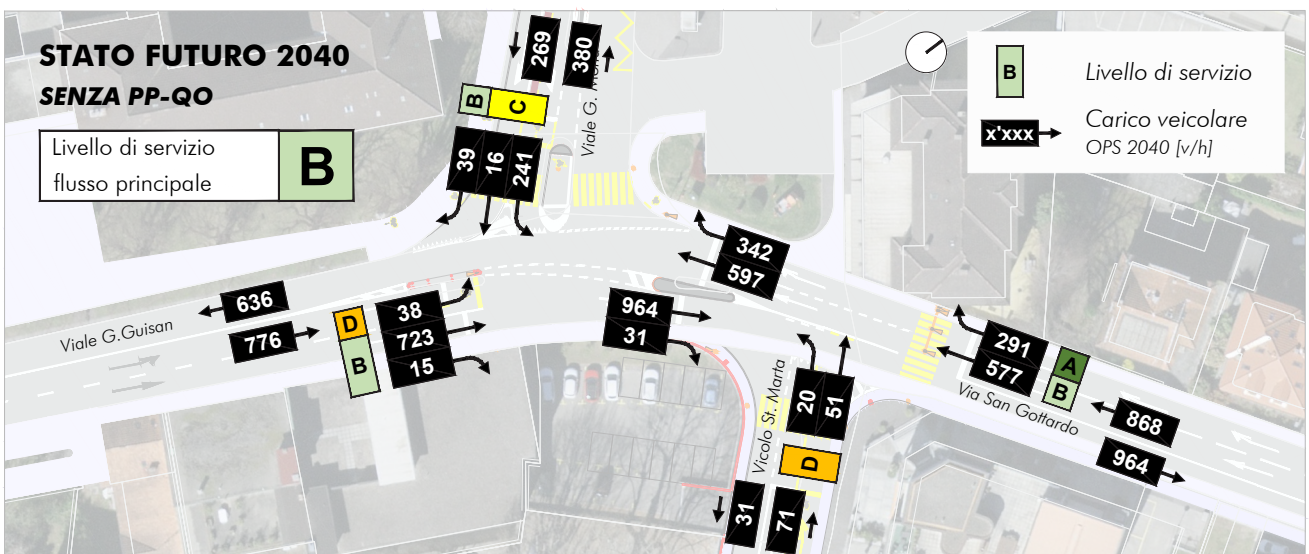 STATO FUTURO 2040
SENZA PP-QO
Livello di servizio
flusso principale
B
B
Livello di servizio
x'xxx
Carico veicolare
OPS 2040 [v/h]
269
380
Viale G.
B
C
39
16
241
342
597
636
776
Viale G.Guisan
D
B
38
723
15
964
31
291
577
A
B
Via San Gottardo
868
964
20
51
Vicolo St. Marta
D
31
71